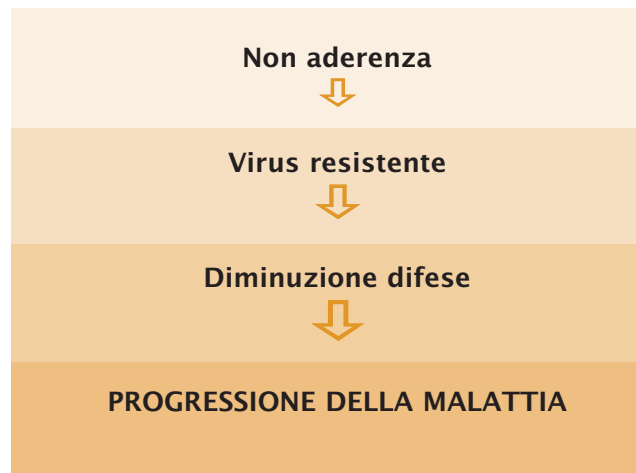 Non aderenza
Virus resistente
Diminuzione difese
PROGRESSIONE DELLA MALATTIA